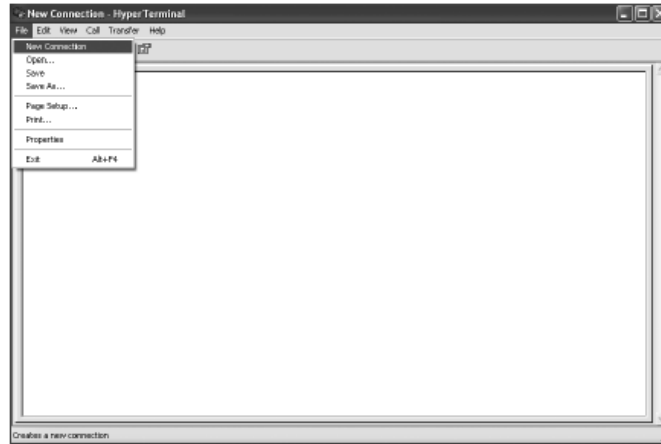 New Connection - HyperTerminal
File Edit View Call Transfer Help
New Connection
Open...
Save
Save As...
Page Setup...
Print...
Properties
Exit Alt+F4
Creates a new connection